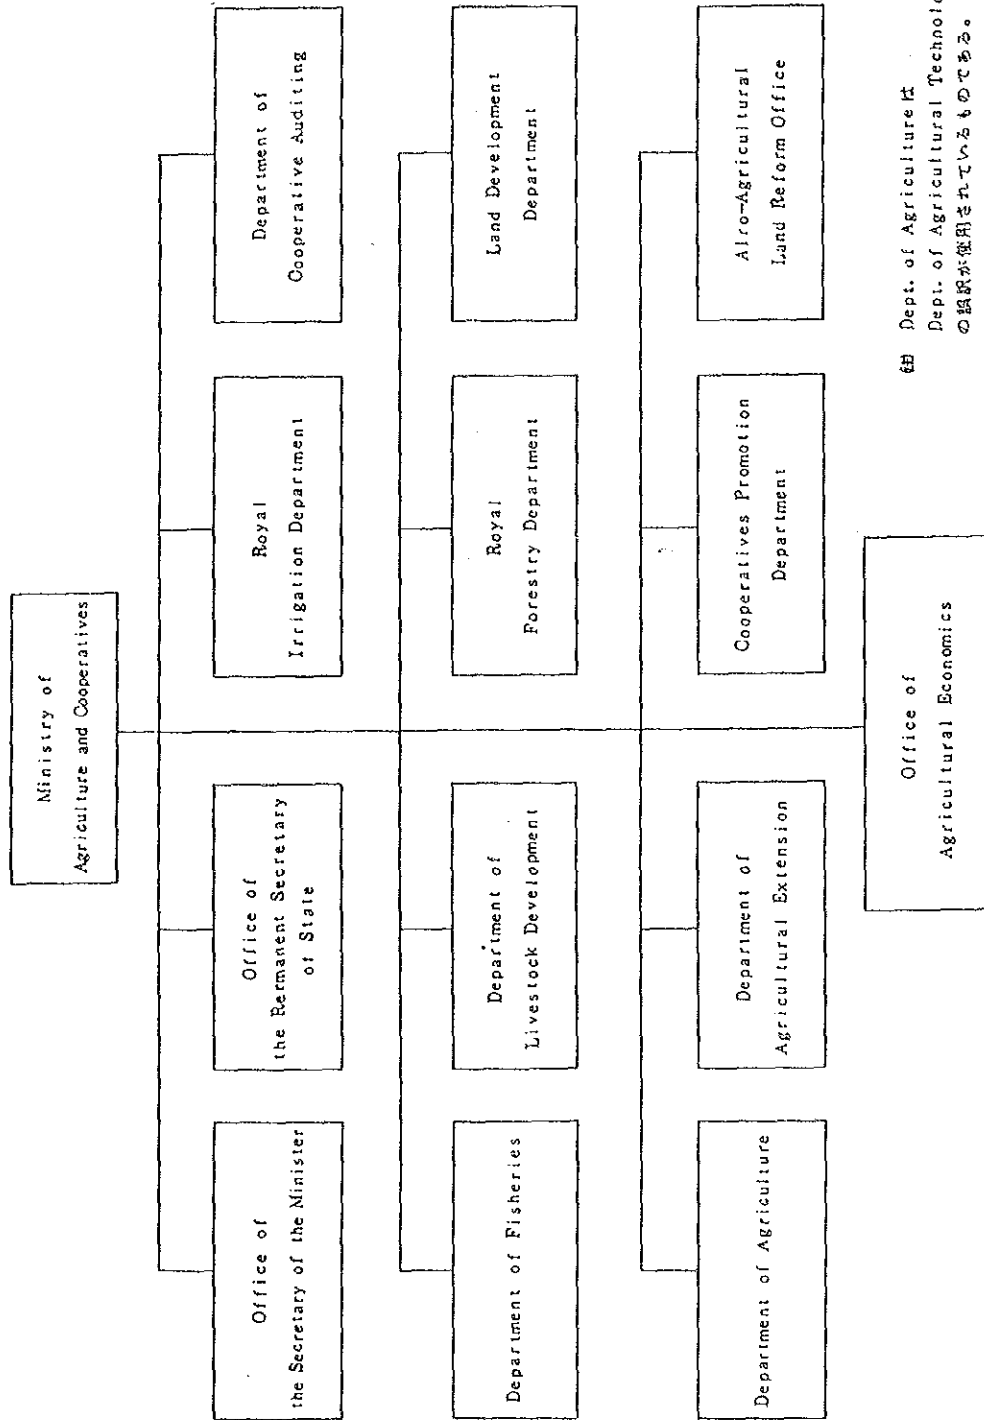 Ministry of
Agriculture and Cooperatives
Office of
the Secretary of the Minister
Office of
the Rermanent Secretary
of State
Royal
Irrigation Department
Department of
Cooperative Auditing
Department of Fisheries
Department of
Livestock Development
Royal
Forestry Department
Land Development
Department
Department of Agriculture
Department of
Agricultural Extension
Cooperatives Promotion
Department
Alro-Agricultural
Land Reform Office
Office of
Agricultural Economics
Dept. of Agriculture は
Dept. of Agricultural Technolo
の誤訳が使用されているものである。